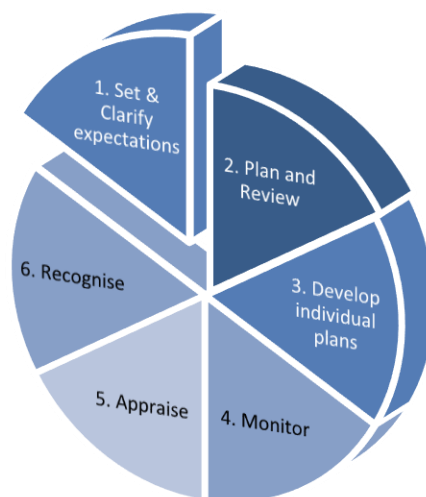 1. Set &
Clarify
expectations
2. Plan and
Review
3. Develop
individual
plans
4. Monitor
5. Appraise
6. Recognise